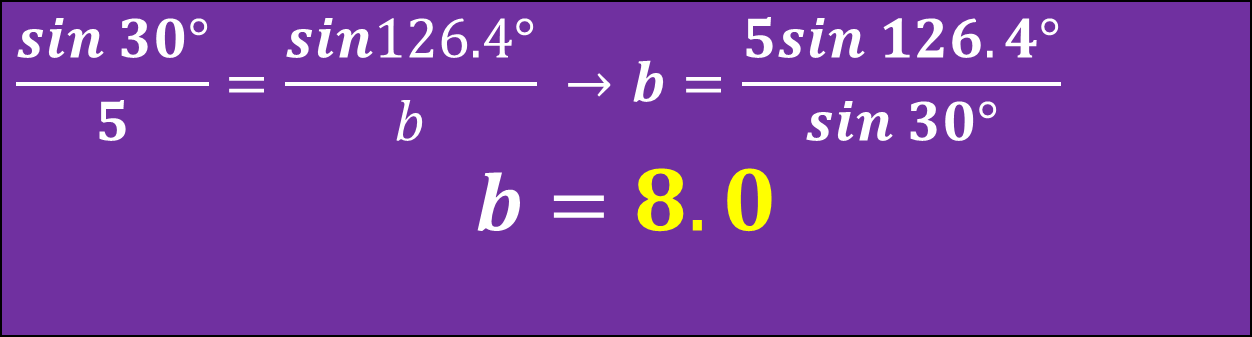 sin 30° / 5 = sin126.4° / b → b = 5sin 126.4° / sin 30°
b = 8.0